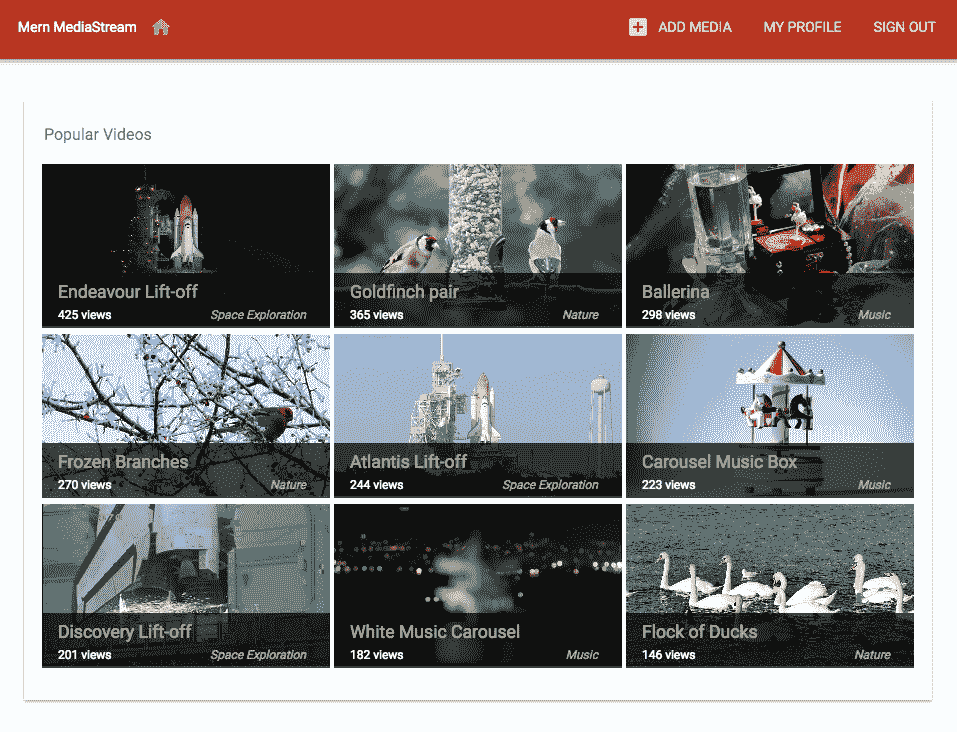 Mern MediaStream ADD MEDIA MY PROFILE SIGN OUT
Popular Videos
Endeavour Lift-off
425 views Space Exploration
Goldfinch pair
365 views Nature
Ballerina
298 views Music
Frozen Branches
270 views Nature
Atlantis Lift-off
244 views Space Exploration
Carousel Music Box
223 views Music
Discovery Lift-off
201 views Space Exploration
White Music Carousel
182 views Music
Flock of Ducks
146 views Nature